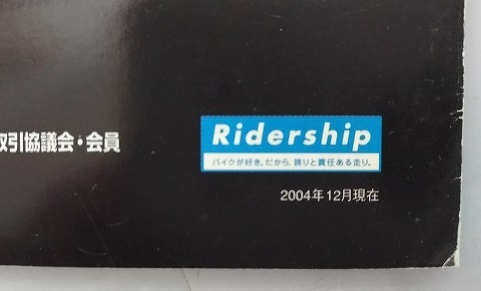 取引協議会・会員
Ridership
バイクが好き。だから、誇りと責任ある走り。
2004年12月現在